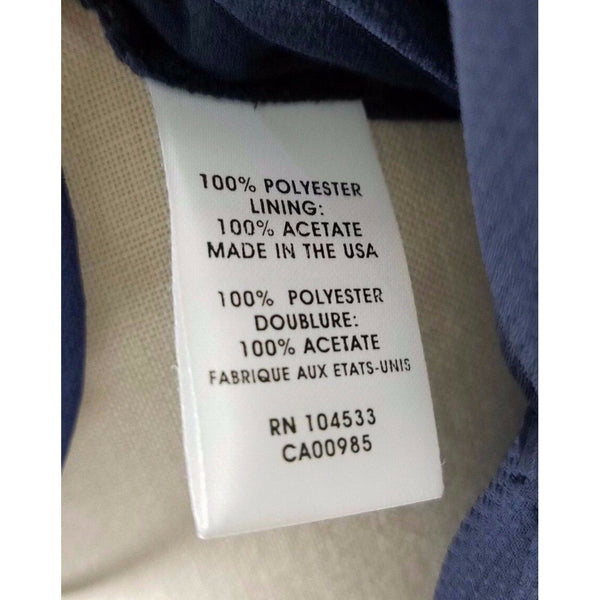 100% POLYESTER
LINING:
100% ACETATE
MADE IN THE USA
100% POLYESTER
DOUBLURE:
100% ACETATE
FABRIQUE AUX ETATS-UNIS
RN 104533
CA00985